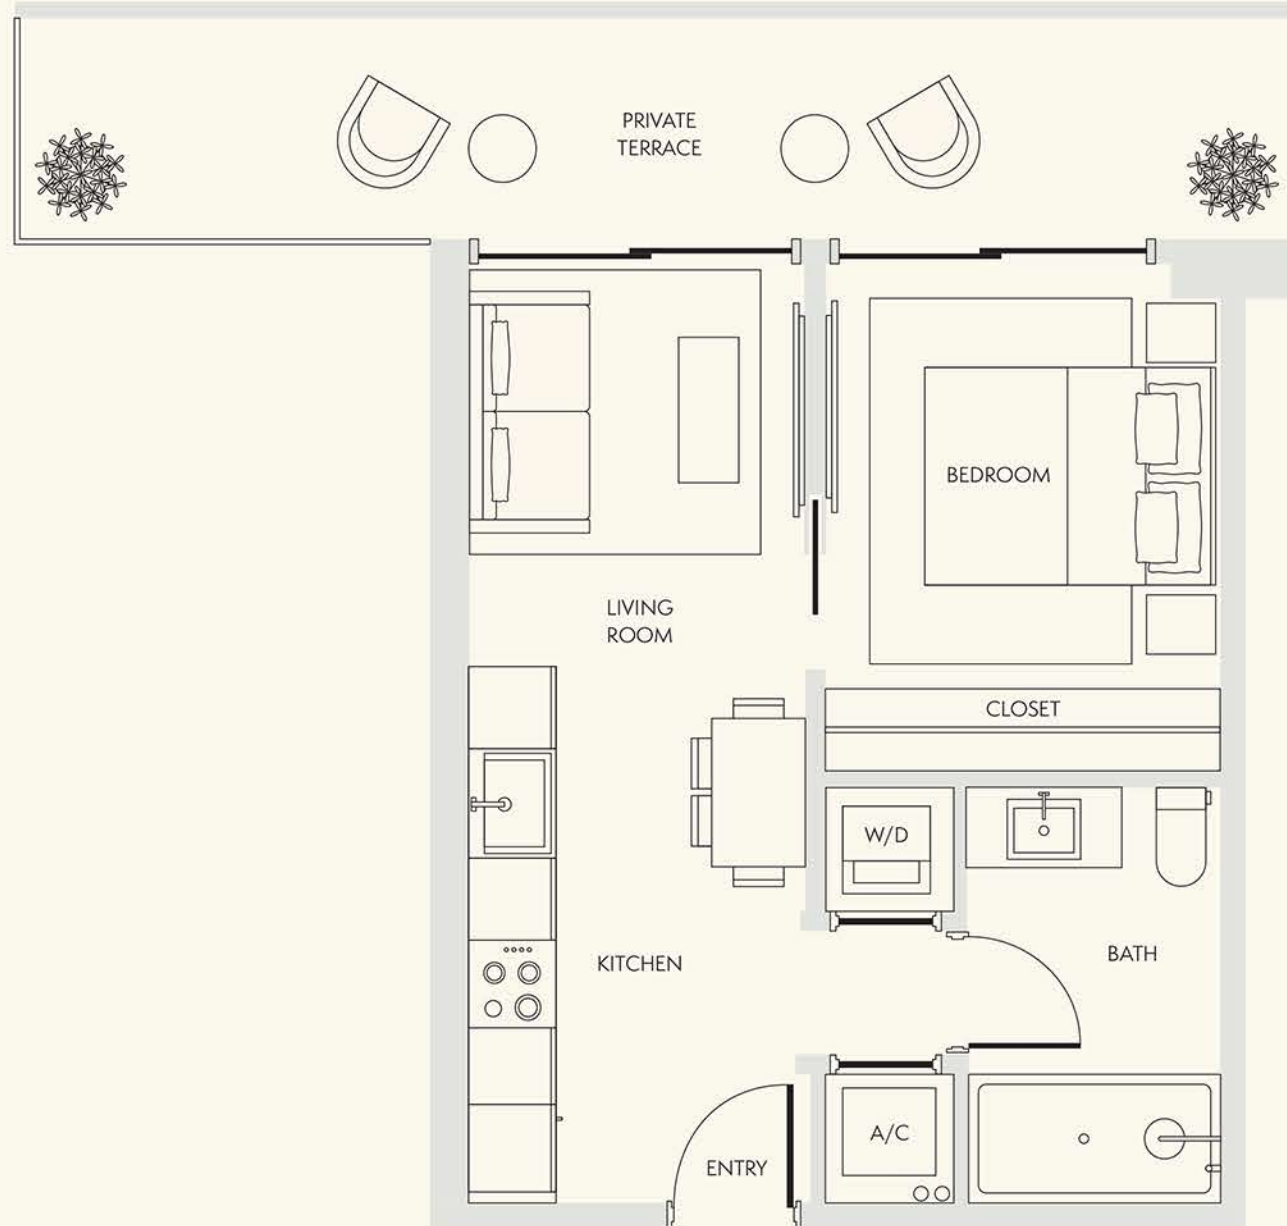 PRIVATE
TERRACE
BEDROOM
LIVING
ROOM
CLOSET
W/D
KITCHEN
BATH
A/C
ENTRY